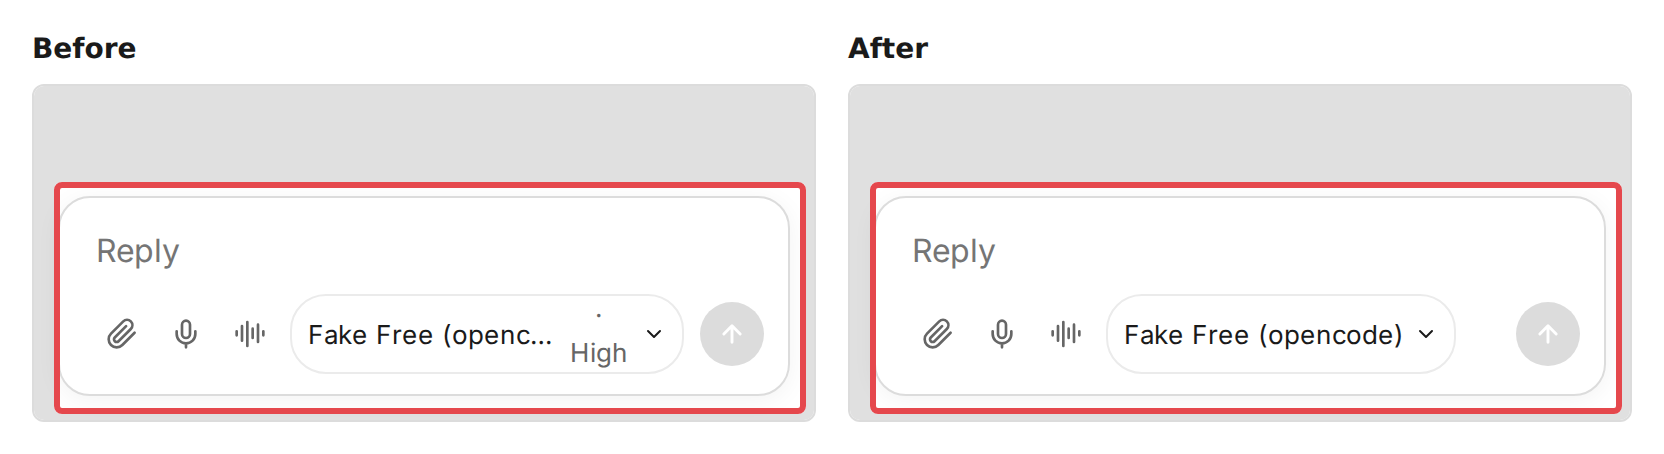 Before
After
Reply
Fake Free (openc...
· High
Reply
Fake Free (opencode)